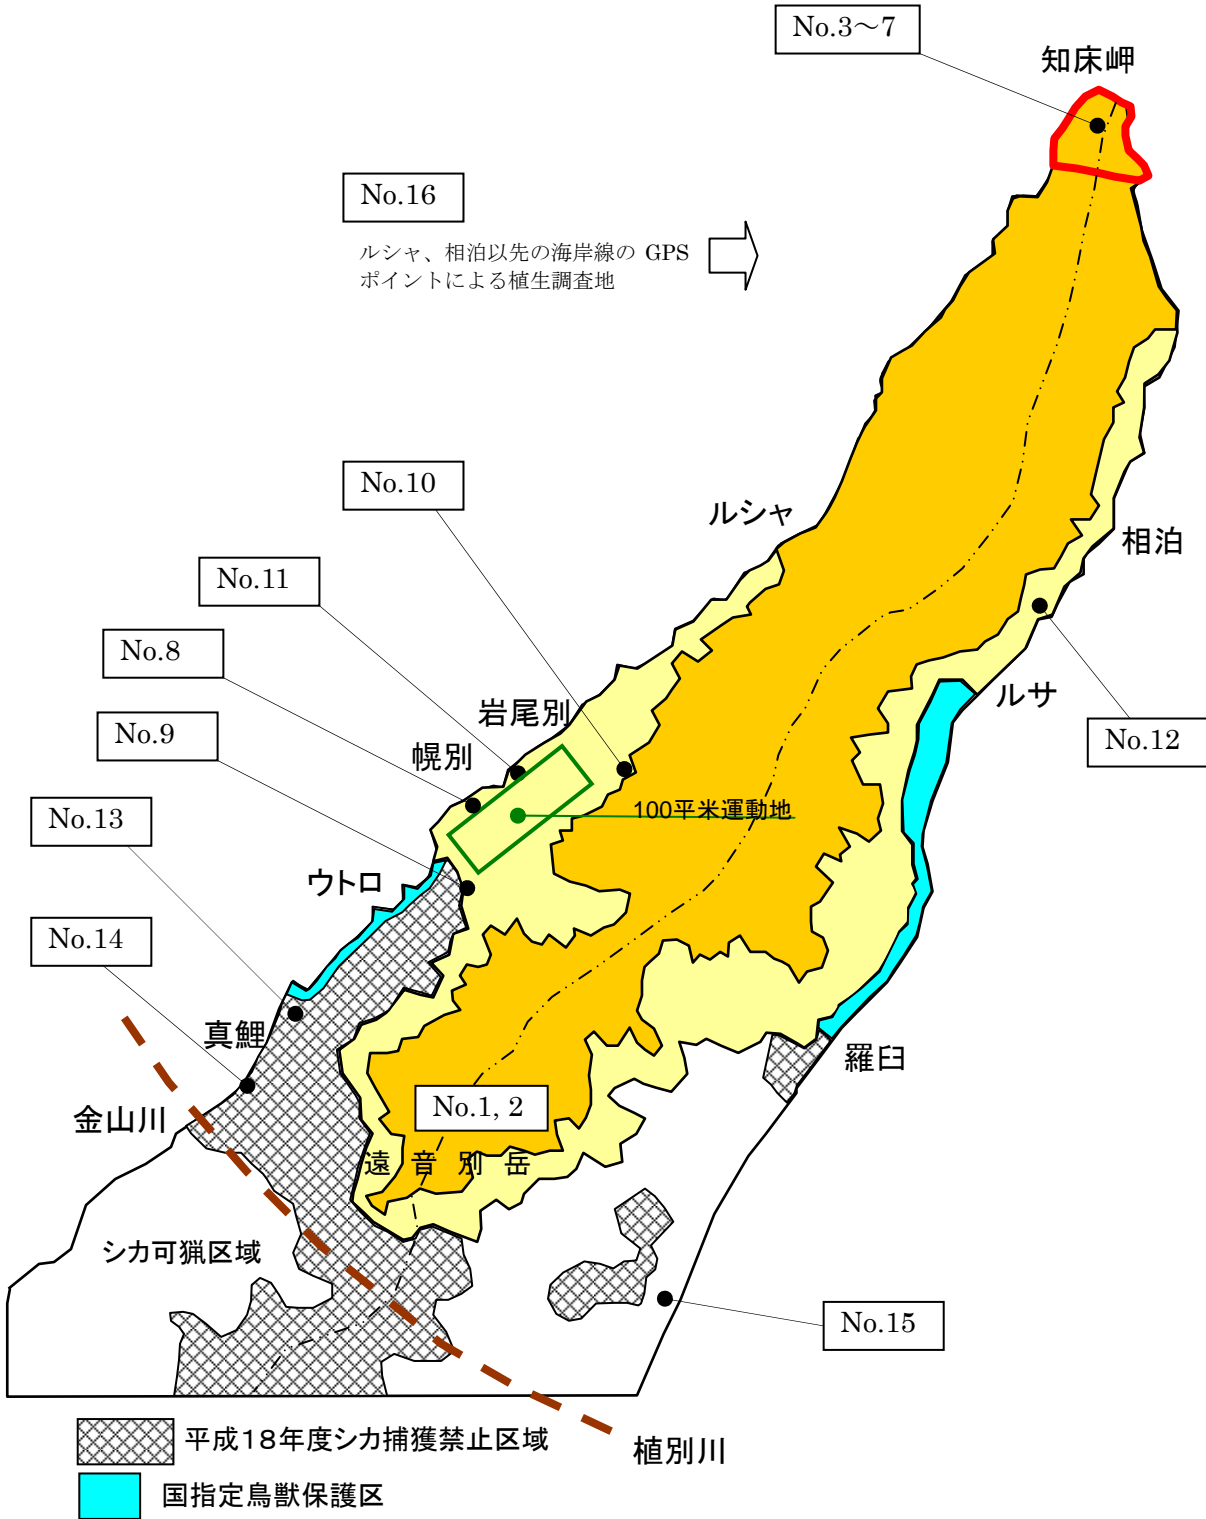 No.3～7
知床岬
No.16
ルシャ、相泊以先の海岸線の GPS
ポイントによる植生調査地
No.10
ルシャ
相泊
No.11
No.8
岩尾別
ルサ
No.9
幌別
No.12
100平米運動地
No.13
ウトロ
No.14
真鯉
羅臼
No.1, 2
金山川
遠音別岳
シカ可猟区域
No.15
平成18年度シカ捕獲禁止区域
植別川
国指定鳥獣保護区